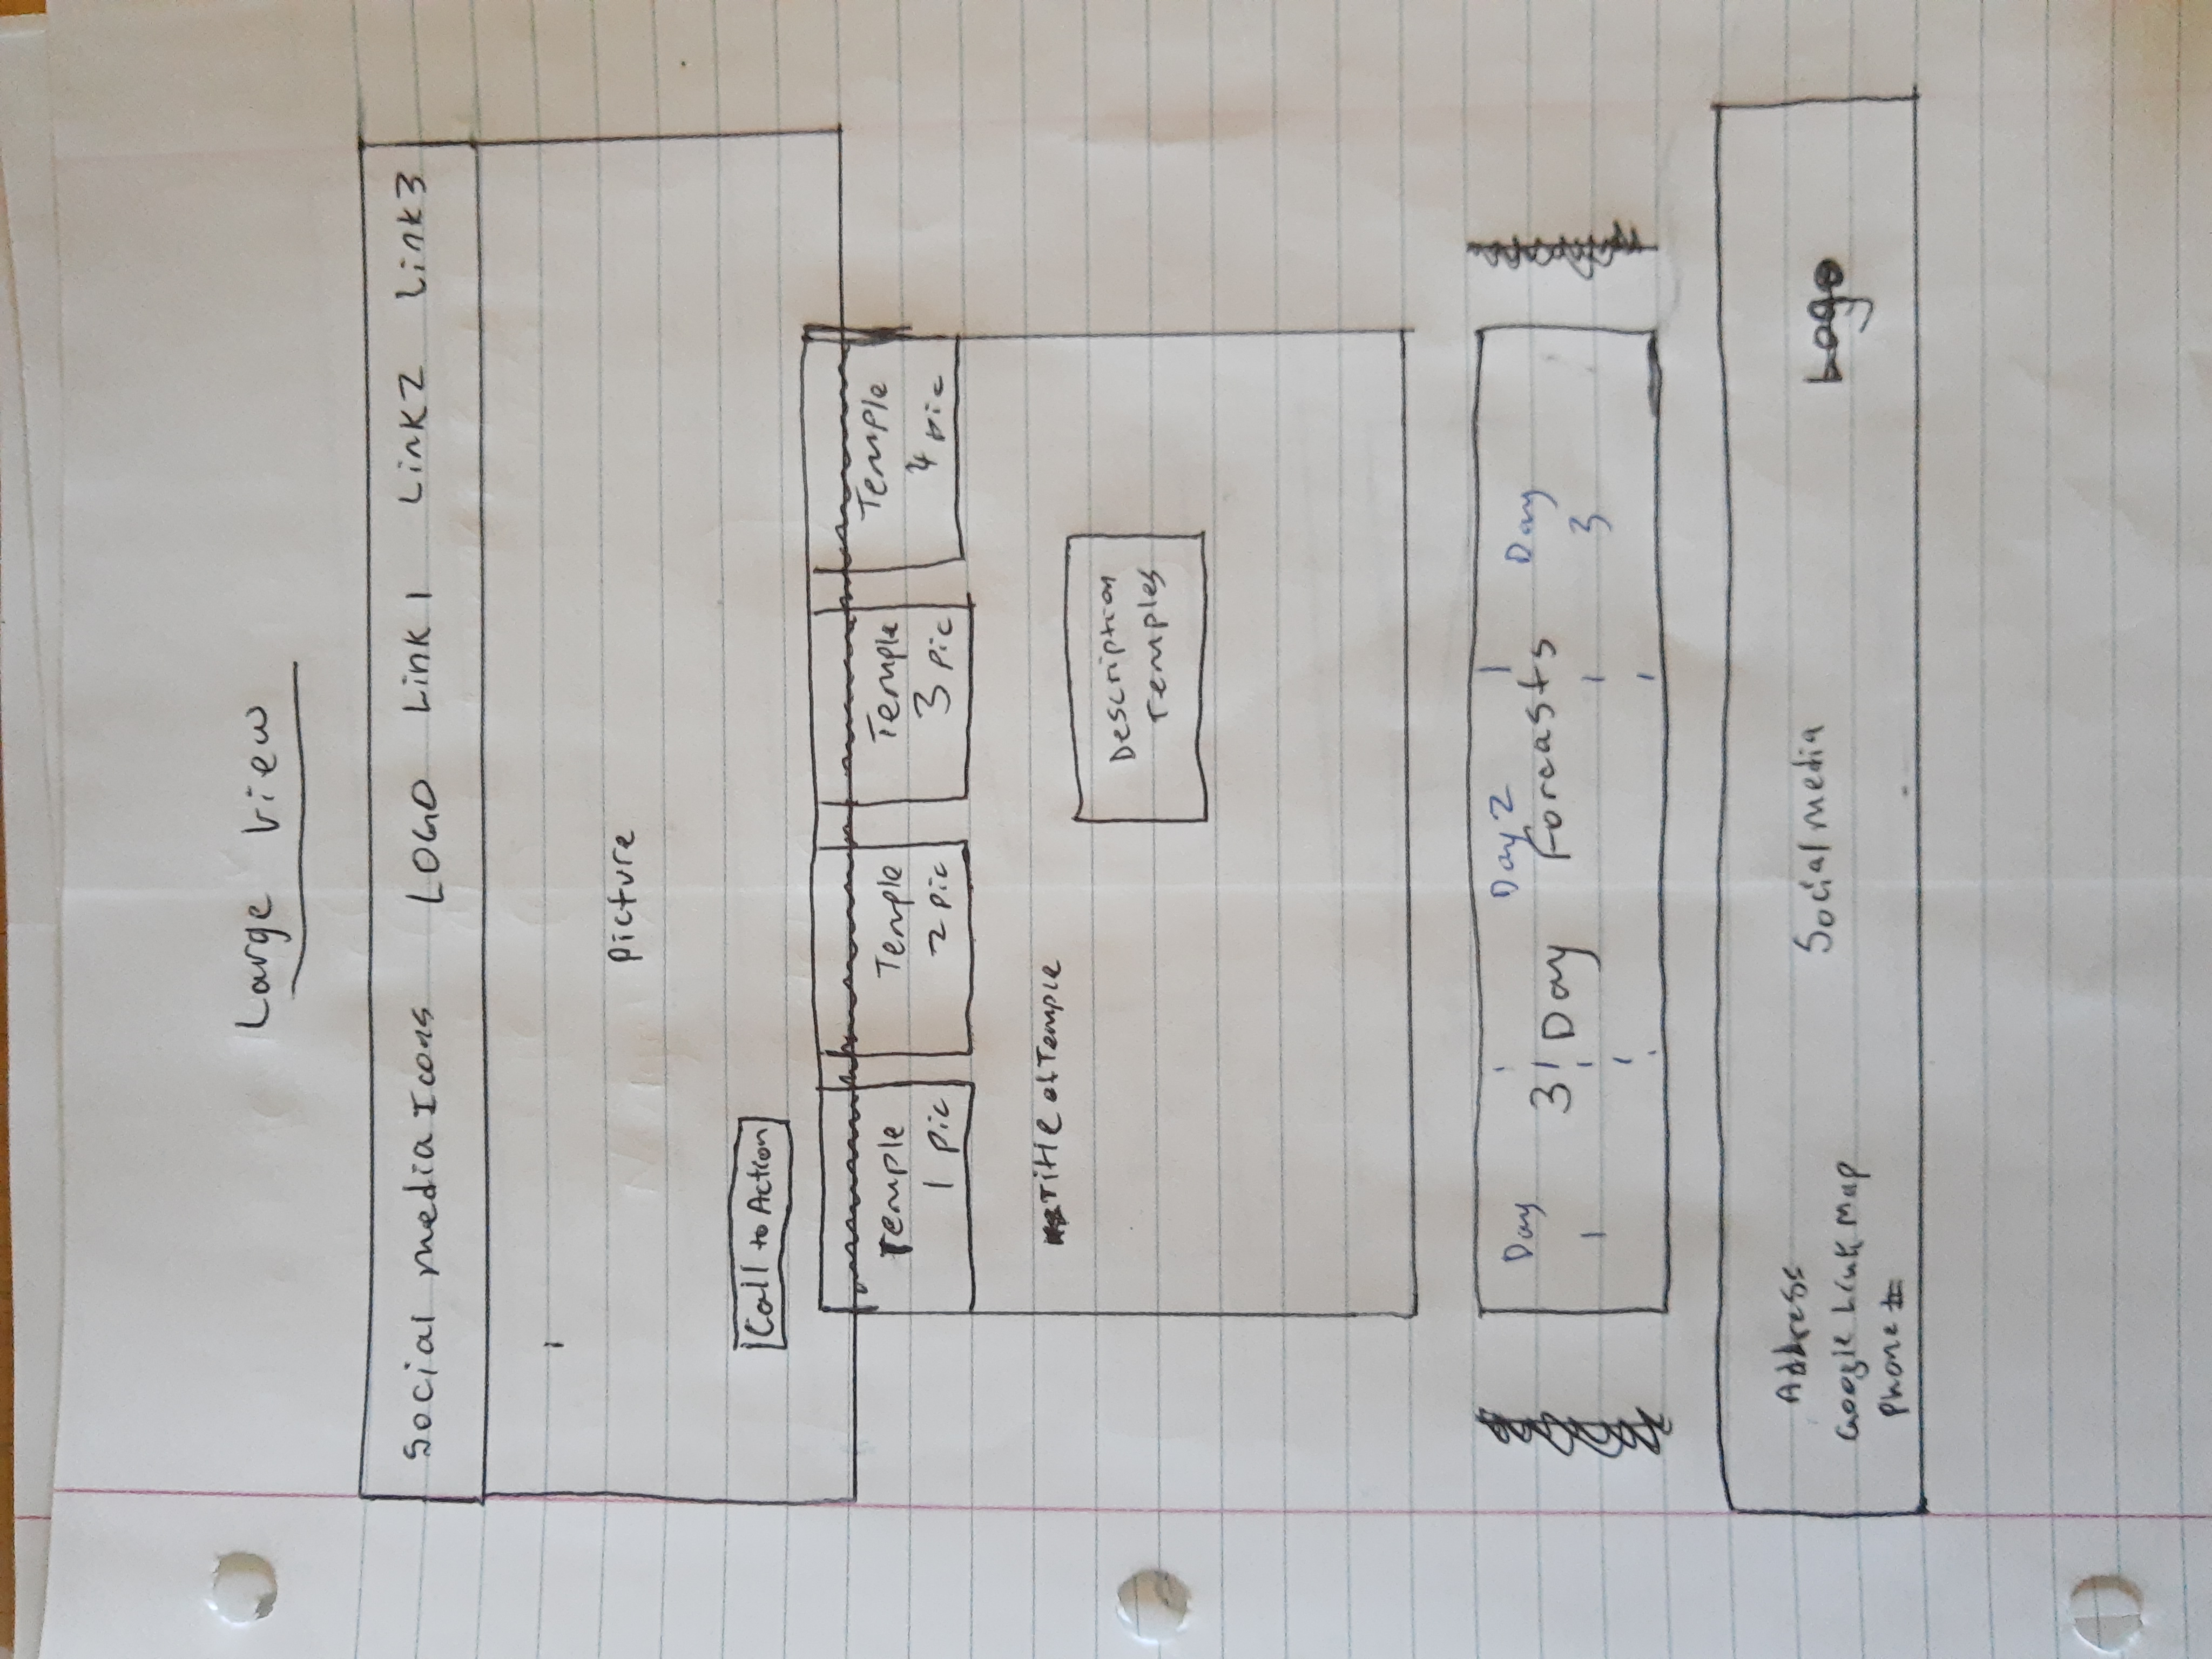 Large View
Social media Icons LOGO Link 1 Link2 Link3
Picture
Call to Action
Temple 1 pic
Temple 2 pic
Temple 3 pic
Temple 4 pic
Title of Temple
Description
Temples
Day 1
Day 2
Day 3
3 Day Forcasts
Address
Google Link Map
Phone #
Social media
Logo